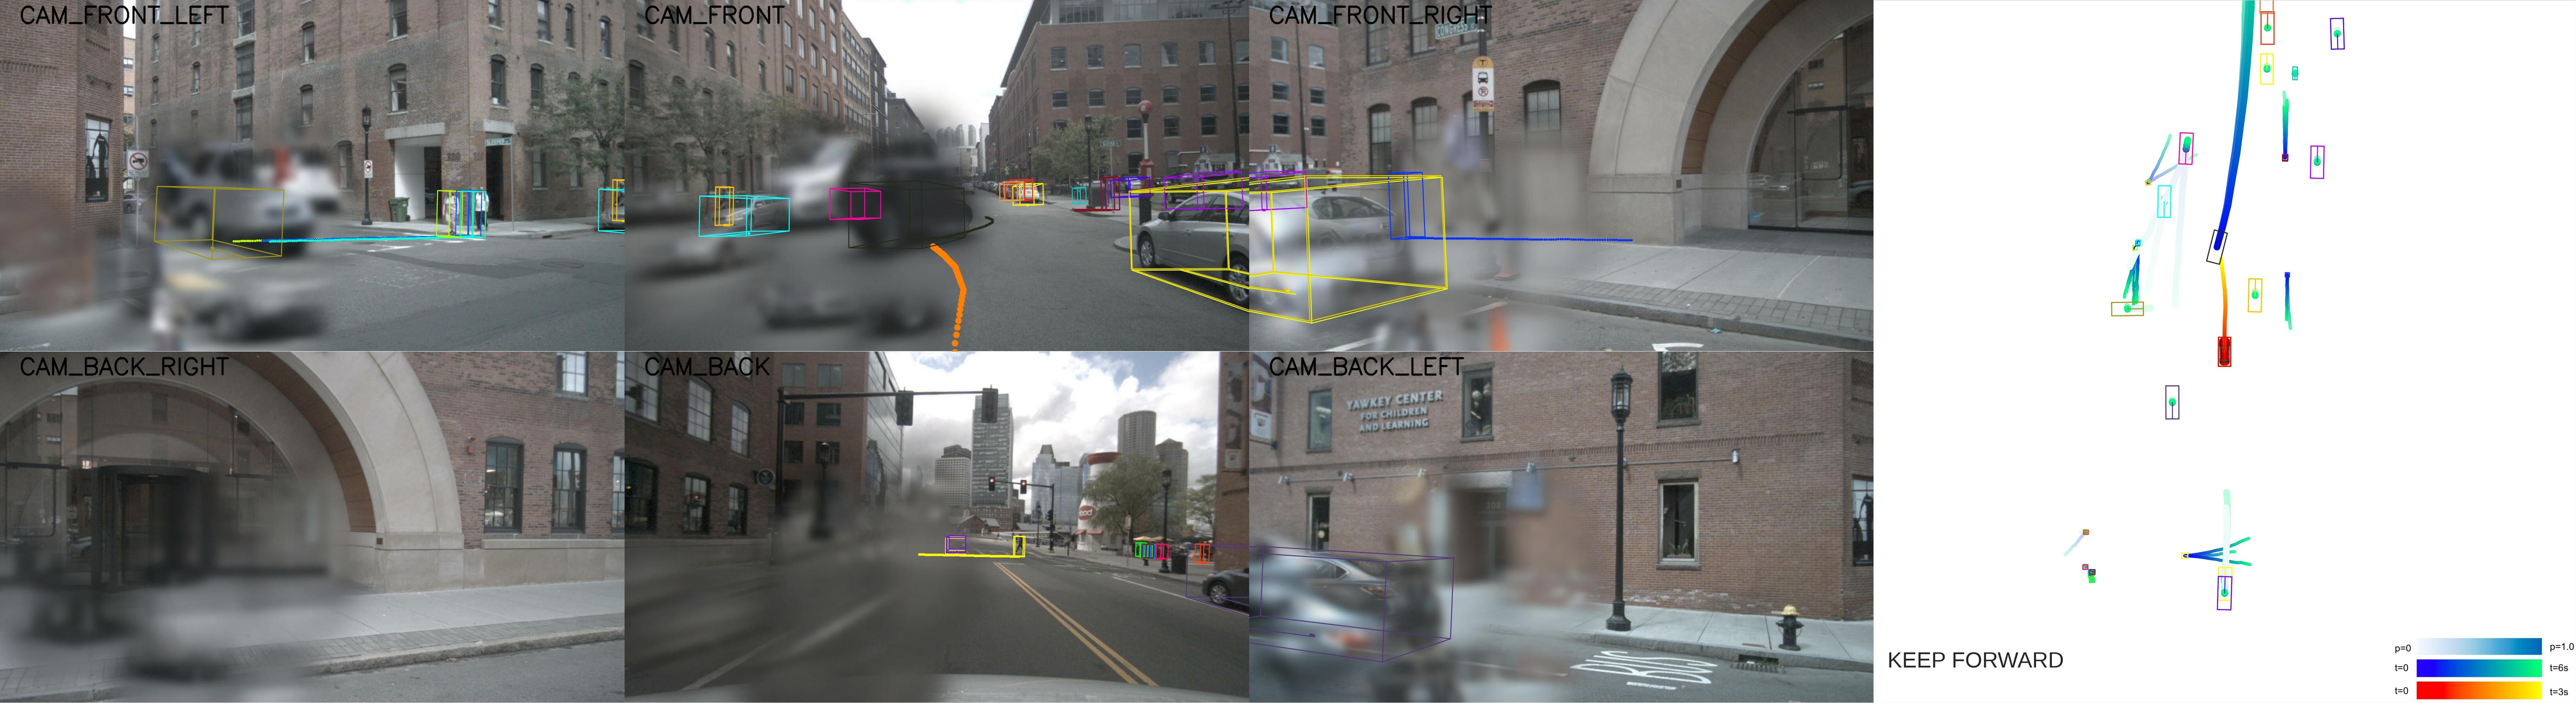 CAM_FRONT_LEFT
CAM_FRONT
CAM_FRONT_RIGHT
CONGRESS
CAM_BACK_RIGHT
CAM_BACK
CAM_BACK_LEFT
YAWKEY CENTER
FOR CHILDREN
AND LEARNING
BUS
KEEP FORWARD
p=0
p=1.0
t=0
t=6s
t=0
t=3s